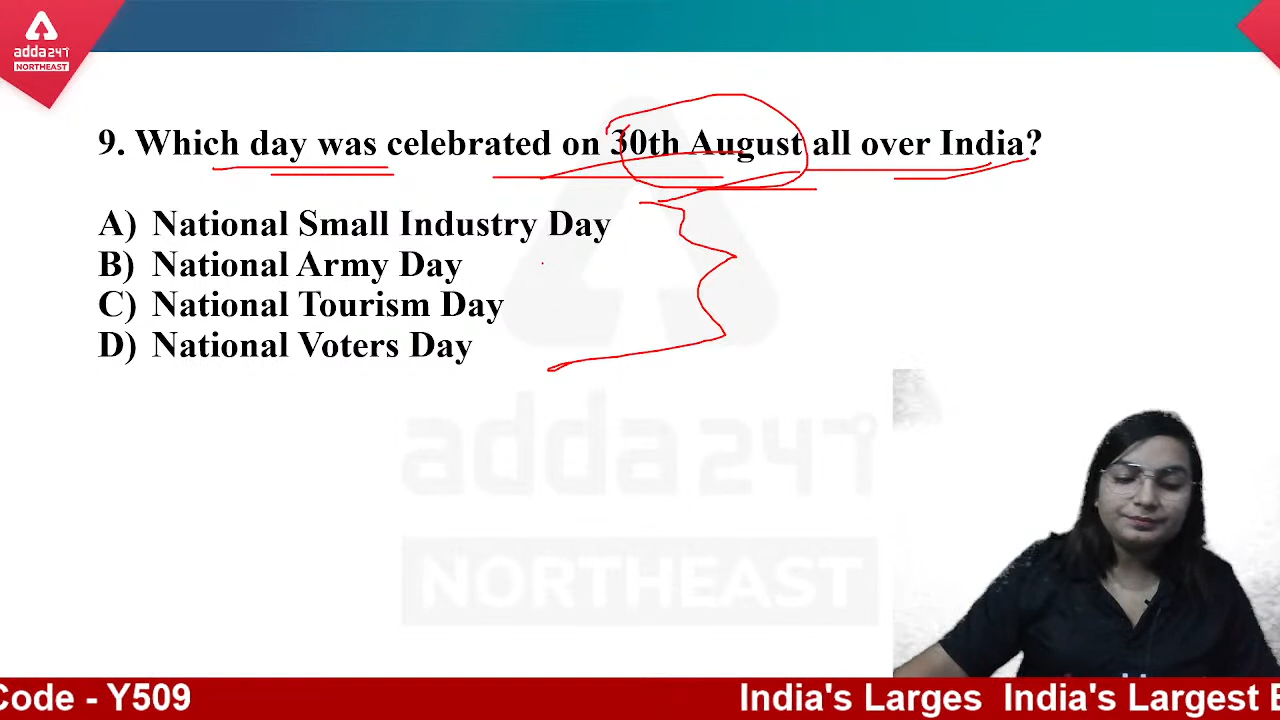 adda247
NORTHEAST
9. Which day was celebrated on 30th August all over India?
A) National Small Industry Day
B) National Army Day
C) National Tourism Day
D) National Voters Day
adda247
NORTHEAST
Code - Y509
India's Larges India's Largest E